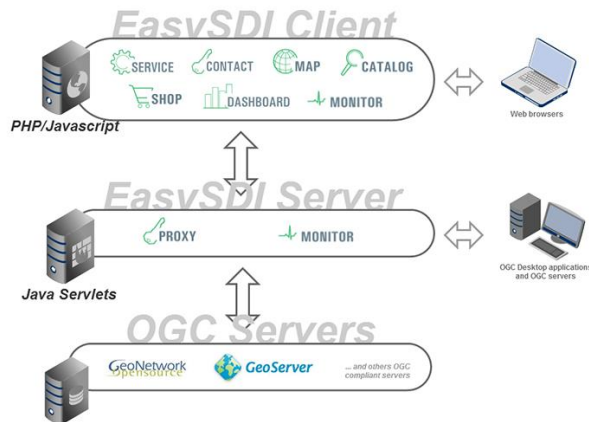 EasySDI Client
SERVICE CONTACT MAP CATALOG
SHOP DASHBOARD MONITOR
PHP/Javascript
Web browsers
EasySDI Server
PROXY MONITOR
Java Servlets
OGC Desktop applications
and OGC servers
OGC Servers
GeoNetwork
Opensource
GeoServer
... and others OGC
compliant servers